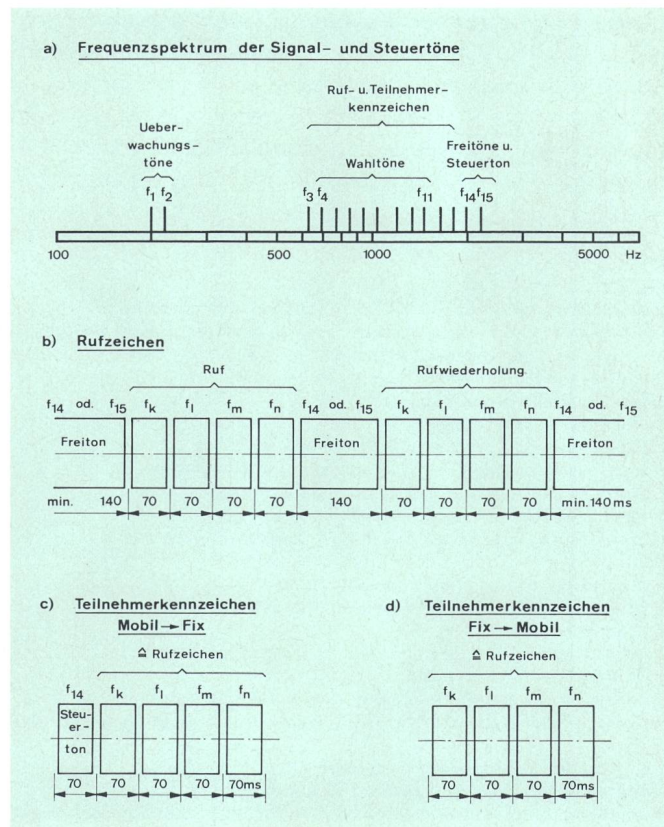 a) Frequenzspektrum der Signal- und Steuertöne
Ruf- u. Teilnehmer-
kennzeichen
Ueber-
wachungs-
töne
Wahltöne
Freitöne u.
Steuerton
f1 f2 f3 f4 f11 f14 f15
100 500 1000 5000 Hz
b) Rufzeichen
Ruf Rufwiederholung
f14 od. f15 fk fl fm fn f14 od. f15 fk fl fm fn f14 od. f15
Freiton Freiton Freiton
min. 140 70 70 70 70 140 70 70 70 70 min. 140 ms
c) Teilnehmerkennzeichen
Mobil → Fix
≙ Rufzeichen
f14 fk fl fm fn
Steu-
er-
ton
70 70 70 70 70ms
d) Teilnehmerkennzeichen
Fix → Mobil
≙ Rufzeichen
fk fl fm fn
70 70 70 70ms